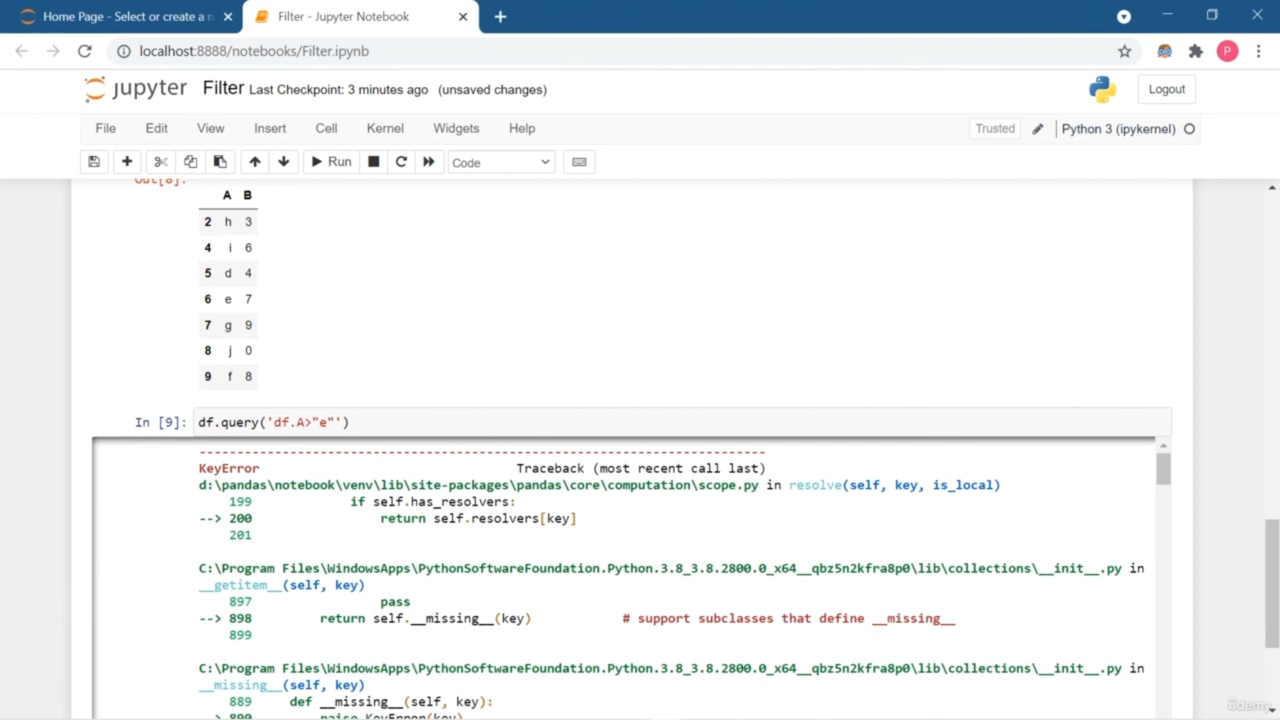 Home Page - Select or create a n
Filter - Jupyter Notebook
localhost:8888/notebooks/Filter.ipynb
P
jupyter Filter Last Checkpoint: 3 minutes ago (unsaved changes)
Logout
File Edit View Insert Cell Kernel Widgets Help
Trusted
Python 3 (ipykernel)
Run
Code
Out[8]:
A B
2 h 3
4 i 6
5 d 4
6 e 7
7 g 9
8 j 0
9 f 8
In [9]: df.query('df.A>"e"')
---------------------------------------------------------------------------
KeyError Traceback (most recent call last)
d:\pandas\notebook\venv\lib\site-packages\pandas\core\computation\scope.py in resolve(self, key, is_local)
199 if self.has_resolvers:
--> 200 return self.resolvers[key]
201
C:\Program Files\WindowsApps\PythonSoftwareFoundation.Python.3.8_3.8.2800.0_x64__qbz5n2kfra8p0\lib\collections\__init__.py in
__getitem__(self, key)
897 pass
--> 898 return self.__missing__(key) # support subclasses that define __missing__
899
C:\Program Files\WindowsApps\PythonSoftwareFoundation.Python.3.8_3.8.2800.0_x64__qbz5n2kfra8p0\lib\collections\__init__.py in
__missing__(self, key)
889 def __missing__(self, key):
--> 890 raise KeyError(key)
ûdemy